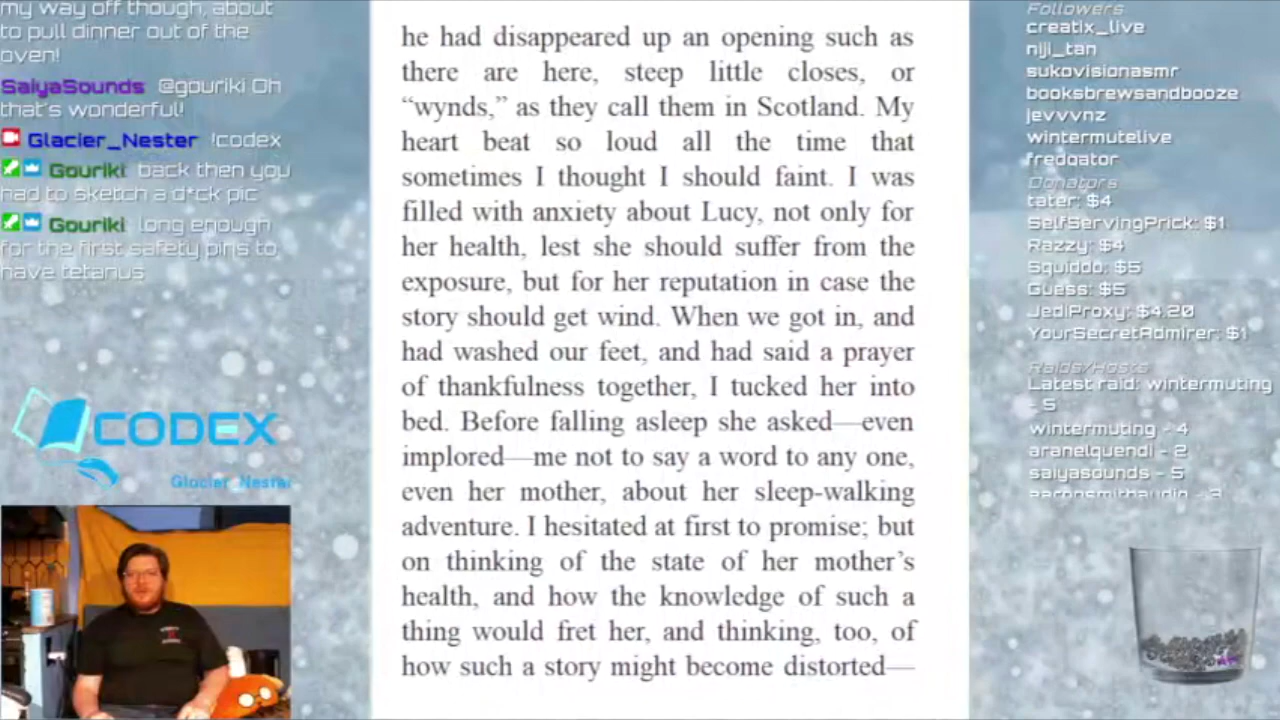 my way off though, about
to pull dinner out of the
oven!
SaiyaSounds @gouriki Oh
that's wonderful!
Glacier_Nester !codex
Gouriki back then you
had to sketch a d*ck pic
Gouriki long enough
for the first safety pins to
have tetanus
CODEX
Glacier_Nester
he had disappeared up an opening such as
there are here, steep little closes, or
“wynds,” as they call them in Scotland. My
heart beat so loud all the time that
sometimes I thought I should faint. I was
filled with anxiety about Lucy, not only for
her health, lest she should suffer from the
exposure, but for her reputation in case the
story should get wind. When we got in, and
had washed our feet, and had said a prayer
of thankfulness together, I tucked her into
bed. Before falling asleep she asked—even
implored—me not to say a word to any one,
even her mother, about her sleep-walking
adventure. I hesitated at first to promise; but
on thinking of the state of her mother’s
health, and how the knowledge of such a
thing would fret her, and thinking, too, of
how such a story might become distorted—
Followers
creatix_live
niji_tan
sukovisionasmr
booksbrewsandbooze
jevvvnz
wintermutelive
fredgator
Donators
tater: $4
SelfServingPrick: $1
Razzy: $4
Squiddo: $5
Guess: $5
JediProxy: $4.20
YourSecretAdmirer: $1
Raids/Hosts
Latest raid: wintermuting
- 5
wintermuting - 4
aranelquendi - 2
saiyasounds - 5
aaronsmithaudio - 3